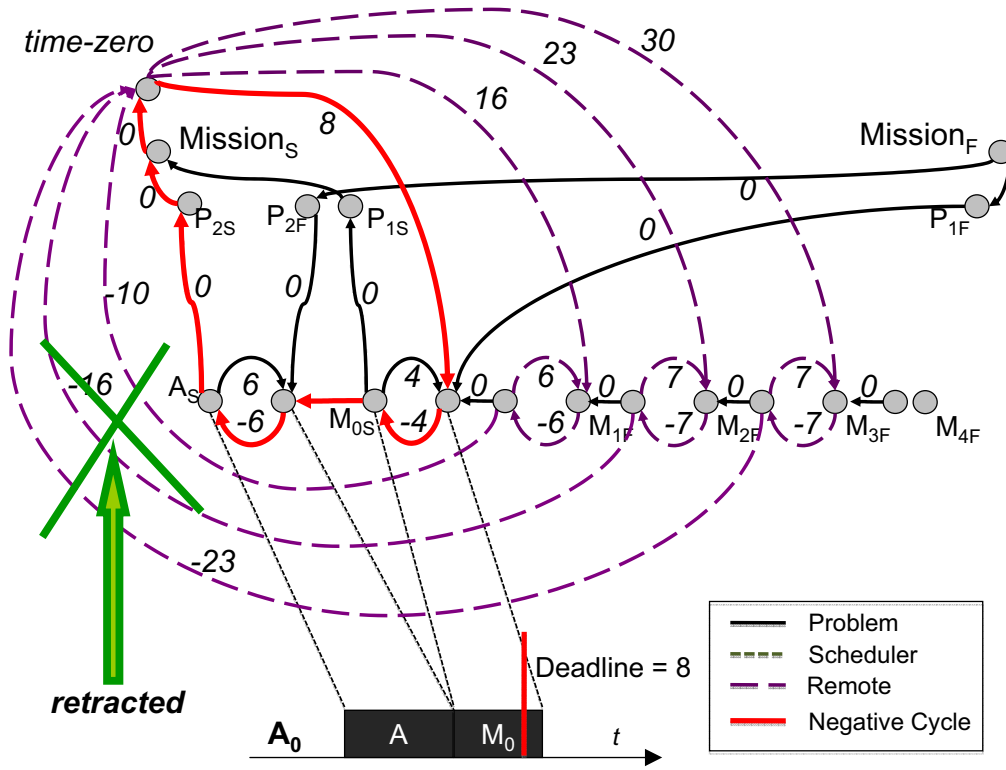 30
time-zero
23
16
8
0
Mission_S
Mission_F
0
0
P_2S
P_2F
P_1S
P_1F
0
-10
0
0
0
-16
A_S
6
-6
M_0S
4
-4
0
6
-6
0
M_1F
7
-7
0
M_2F
7
-7
0
M_3F
M_4F
-23
Problem
Scheduler
Remote
Negative Cycle
Deadline = 8
retracted
A_0
A
M_0
t